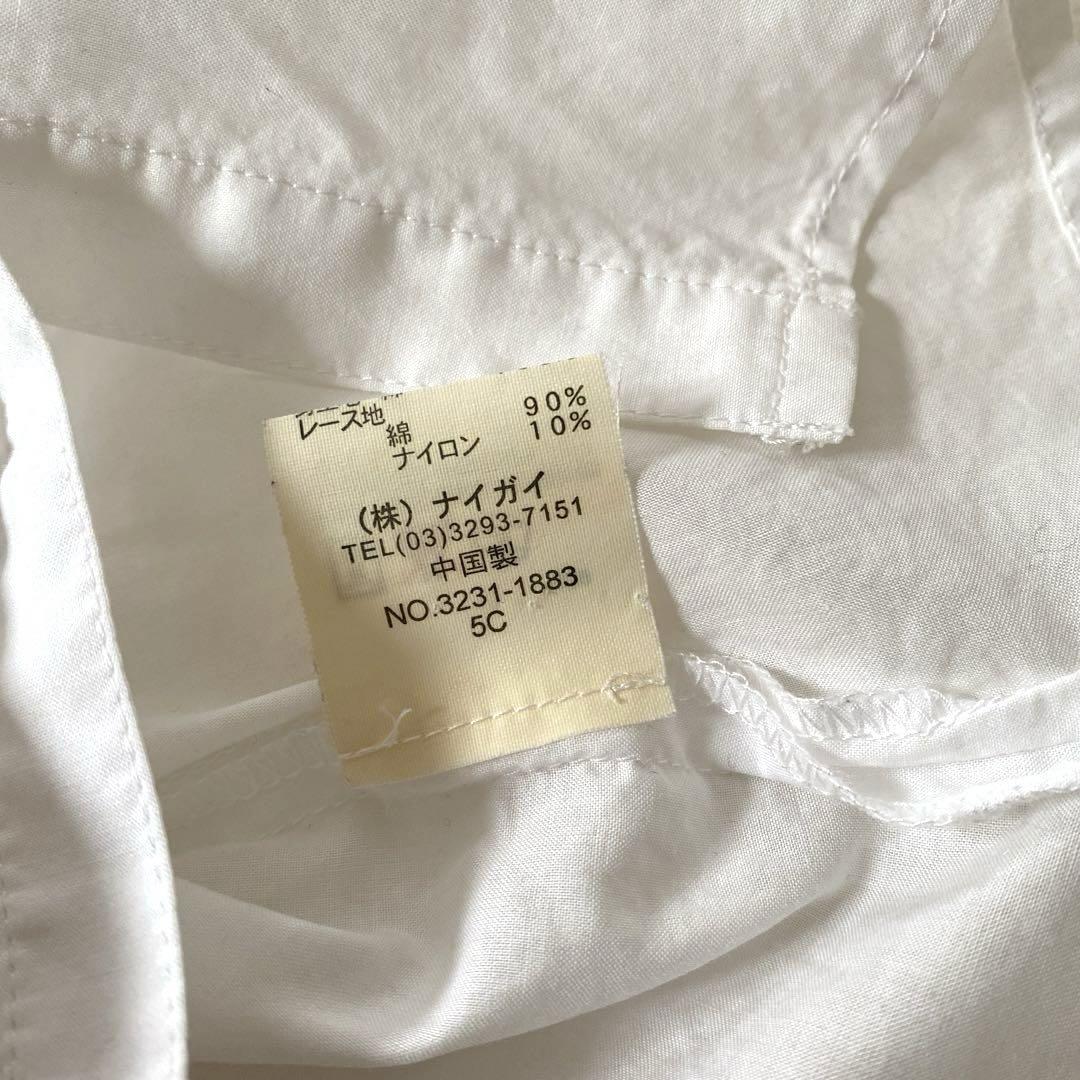 レース地
綿 90%
ナイロン 10%
(株) ナイガイ
TEL(03)3293-7151
中国製
NO.3231-1883
5C